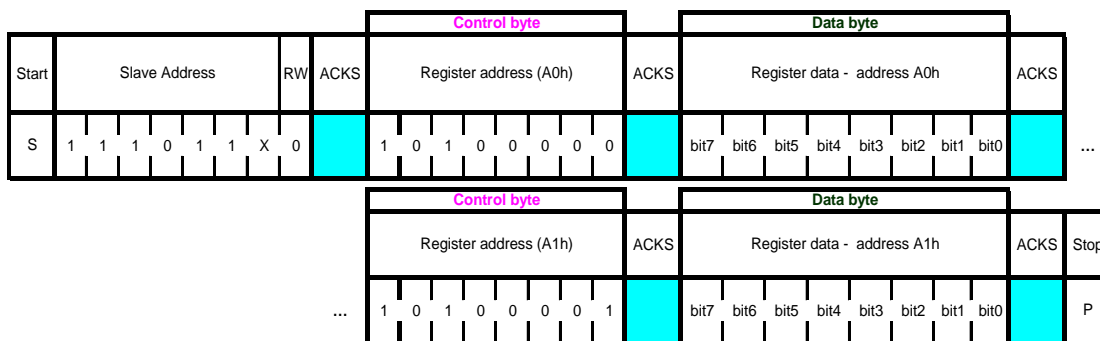 Control byte Data byte
Start Slave Address RW ACKS Register address (A0h) ACKS Register data - address A0h ACKS
S 1 1 1 0 1 1 X 0 1 0 1 0 0 0 0 0 bit7 bit6 bit5 bit4 bit3 bit2 bit1 bit0 ...
Control byte Data byte
Register address (A1h) ACKS Register data - address A1h ACKS Stop
... 1 0 1 0 0 0 0 1 bit7 bit6 bit5 bit4 bit3 bit2 bit1 bit0 P